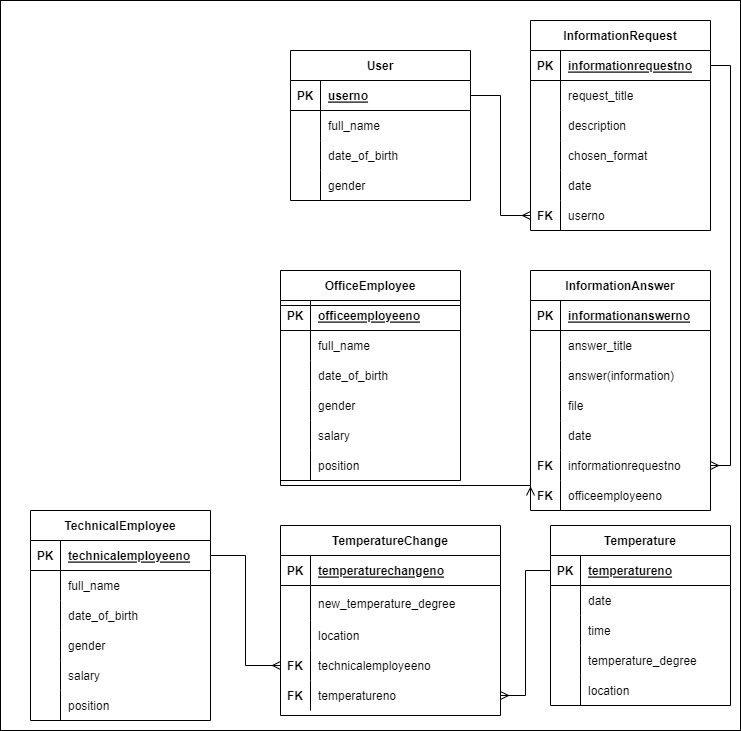 InformationRequest
PK informationrequestno
request_title
description
chosen_format
date
FK userno
User
PK userno
full_name
date_of_birth
gender
OfficeEmployee
PK officeemployeeno
full_name
date_of_birth
gender
salary
position
InformationAnswer
PK informationanswerno
answer_title
answer(information)
file
date
FK informationrequestno
FK officeemployeeno
TechnicalEmployee
PK technicalemployeeno
full_name
date_of_birth
gender
salary
position
TemperatureChange
PK temperaturechangeno
new_temperature_degree
location
FK technicalemployeeno
FK temperatureno
Temperature
PK temperatureno
date
time
temperature_degree
location